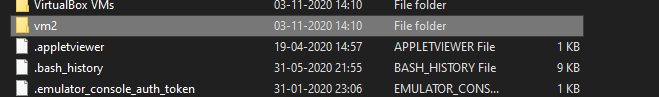 VirtualBox VMs 03-11-2020 14:10 File folder
vm2 03-11-2020 14:10 File folder
.appletviewer 19-04-2020 14:57 APPLETVIEWER File 1 KB
.bash_history 31-05-2020 21:55 BASH_HISTORY File 9 KB
.emulator_console_auth_token 31-01-2020 23:06 EMULATOR_CONS... 1 KB